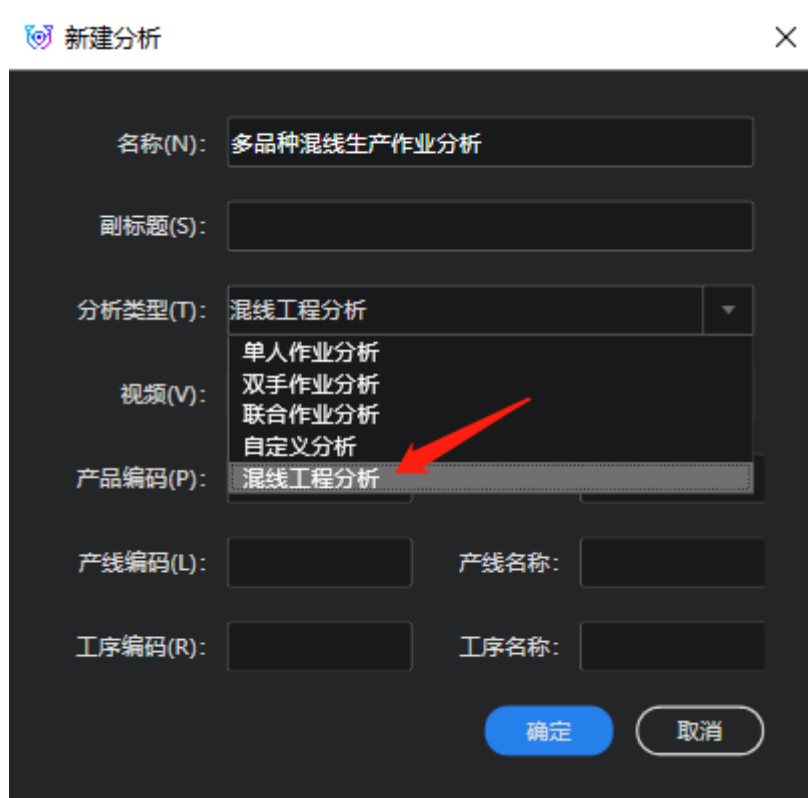 新建分析
名称(N): 多品种混线生产作业分析
副标题(S):
分析类型(T): 混线工程分析
单人作业分析
视频(V): 双手作业分析
联合作业分析
自定义分析
产品编码(P): 混线工程分析
产线编码(L): 产线名称:
工序编码(R): 工序名称:
确定 取消